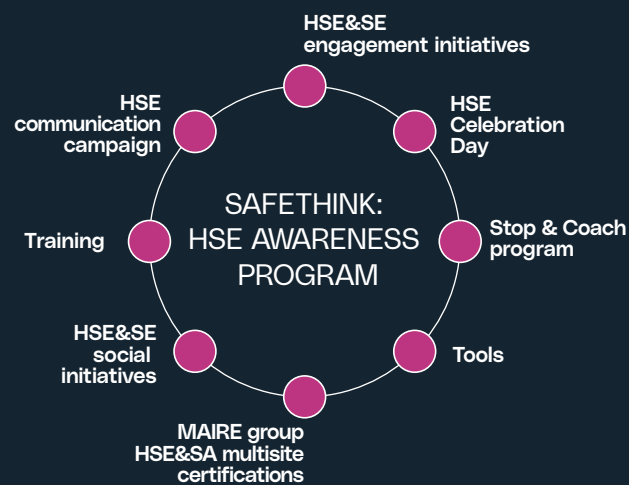 HSE&SE
engagement initiatives
HSE
Celebration
Day
Stop & Coach
program
Tools
MAIRE group
HSE&SA multisite
certifications
HSE&SE
social
initiatives
Training
HSE
communication
campaign
SAFETHINK:
HSE AWARENESS
PROGRAM